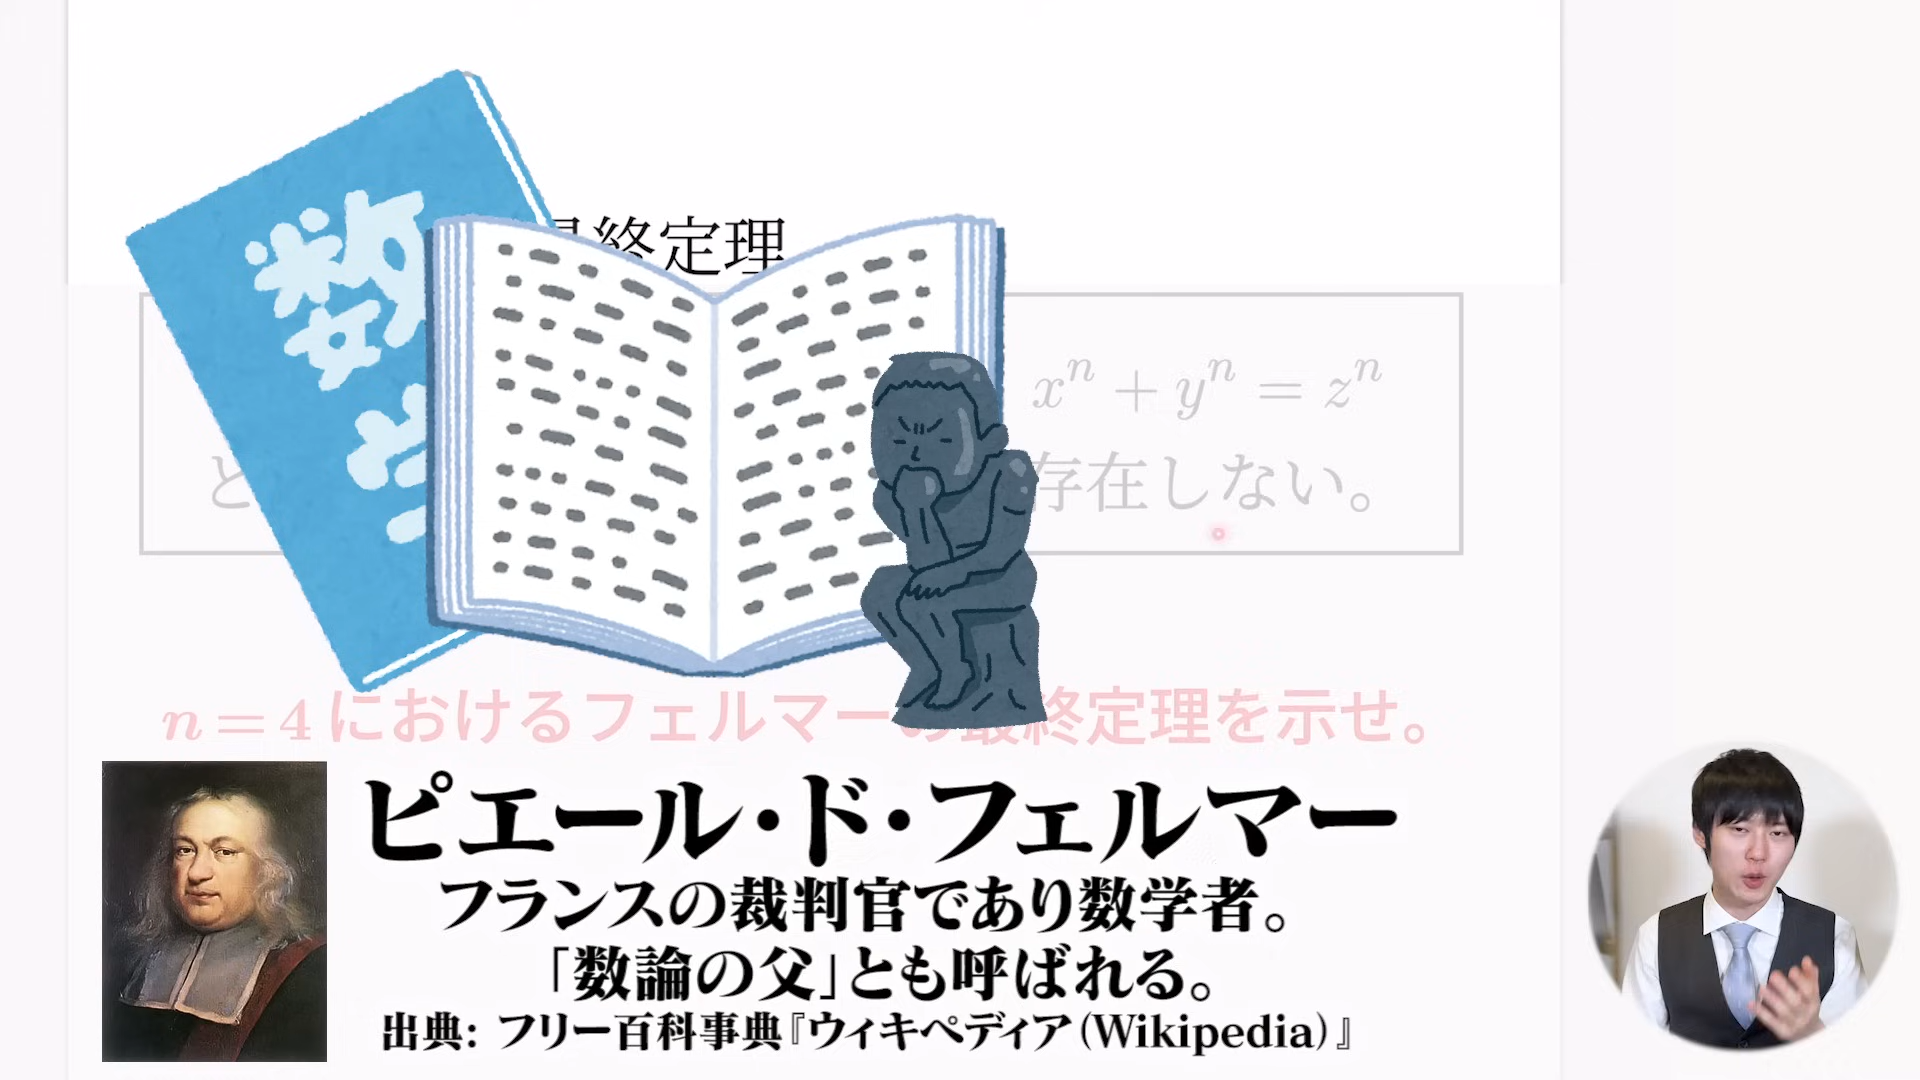 数
終定理
xⁿ + yⁿ = zⁿ
と
存在しない。
n = 4 におけるフェルマーの最終定理を示せ。
ピエール・ド・フェルマー
フランスの裁判官であり数学者。
「数論の父」とも呼ばれる。
出典: フリー百科事典『ウィキペディア(Wikipedia)』